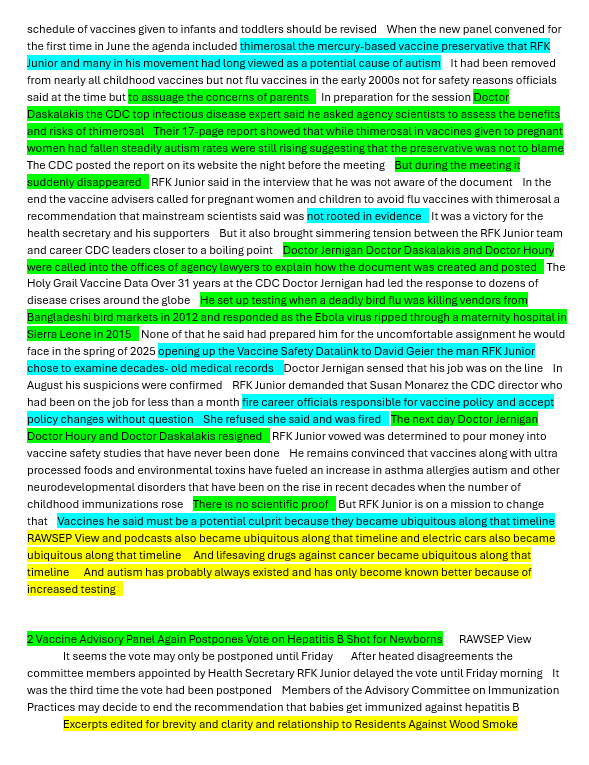 schedule of vaccines given to infants and toddlers should be revised    When the new panel convened for
the first time in June the agenda included thimerosal the mercury-based vaccine preservative that RFK
Junior and many in his movement had long viewed as a potential cause of autism    It had been removed
from nearly all childhood vaccines but not flu vaccines in the early 2000s not for safety reasons officials
said at the time but to assuage the concerns of parents    In preparation for the session Doctor
Daskalakis the CDC top infectious disease expert said he asked agency scientists to assess the benefits
and risks of thimerosal    Their 17-page report showed that while thimerosal in vaccines given to pregnant
women had fallen steadily autism rates were still rising suggesting that the preservative was not to blame
The CDC posted the report on its website the night before the meeting    But during the meeting it
suddenly disappeared    RFK Junior said in the interview that he was not aware of the document    In the
end the vaccine advisers called for pregnant women and children to avoid flu vaccines with thimerosal a
recommendation that mainstream scientists said was not rooted in evidence    It was a victory for the
health secretary and his supporters    But it also brought simmering tension between the RFK Junior team
and career CDC leaders closer to a boiling point    Doctor Jernigan Doctor Daskalakis and Doctor Houry
were called into the offices of agency lawyers to explain how the document was created and posted    The
Holy Grail Vaccine Data Over 31 years at the CDC Doctor Jernigan had led the response to dozens of
disease crises around the globe    He set up testing when a deadly bird flu was killing vendors from
Bangladeshi bird markets in 2012 and responded as the Ebola virus ripped through a maternity hospital in
Sierra Leone in 2015    None of that he said had prepared him for the uncomfortable assignment he would
face in the spring of 2025 opening up the Vaccine Safety Datalink to David Geier the man RFK Junior
chose to examine decades- old medical records    Doctor Jernigan sensed that his job was on the line    In
August his suspicions were confirmed    RFK Junior demanded that Susan Monarez the CDC director who
had been on the job for less than a month fire career officials responsible for vaccine policy and accept
policy changes without question    She refused she said and was fired    The next day Doctor Jernigan
Doctor Houry and Doctor Daskalakis resigned    RFK Junior vowed was determined to pour money into
vaccine safety studies that have never been done    He remains convinced that vaccines along with ultra
processed foods and environmental toxins have fueled an increase in asthma allergies autism and other
neurodevelopmental disorders that have been on the rise in recent decades when the number of
childhood immunizations rose    There is no scientific proof    But RFK Junior is on a mission to change
that    Vaccines he said must be a potential culprit because they became ubiquitous along that timeline
RAWSEP View and podcasts also became ubiquitous along that timeline and electric cars also became
ubiquitous along that timeline    And lifesaving drugs against cancer became ubiquitous along that
timeline    And autism has probably always existed and has only become known better because of
increased testing
2 Vaccine Advisory Panel Again Postpones Vote on Hepatitis B Shot for Newborns    RAWSEP View
It seems the vote may only be postponed until Friday    After heated disagreements the
committee members appointed by Health Secretary RFK Junior delayed the vote until Friday morning    It
was the third time the vote had been postponed    Members of the Advisory Committee on Immunization
Practices may decide to end the recommendation that babies get immunized against hepatitis B
Excerpts edited for brevity and clarity and relationship to Residents Against Wood Smoke